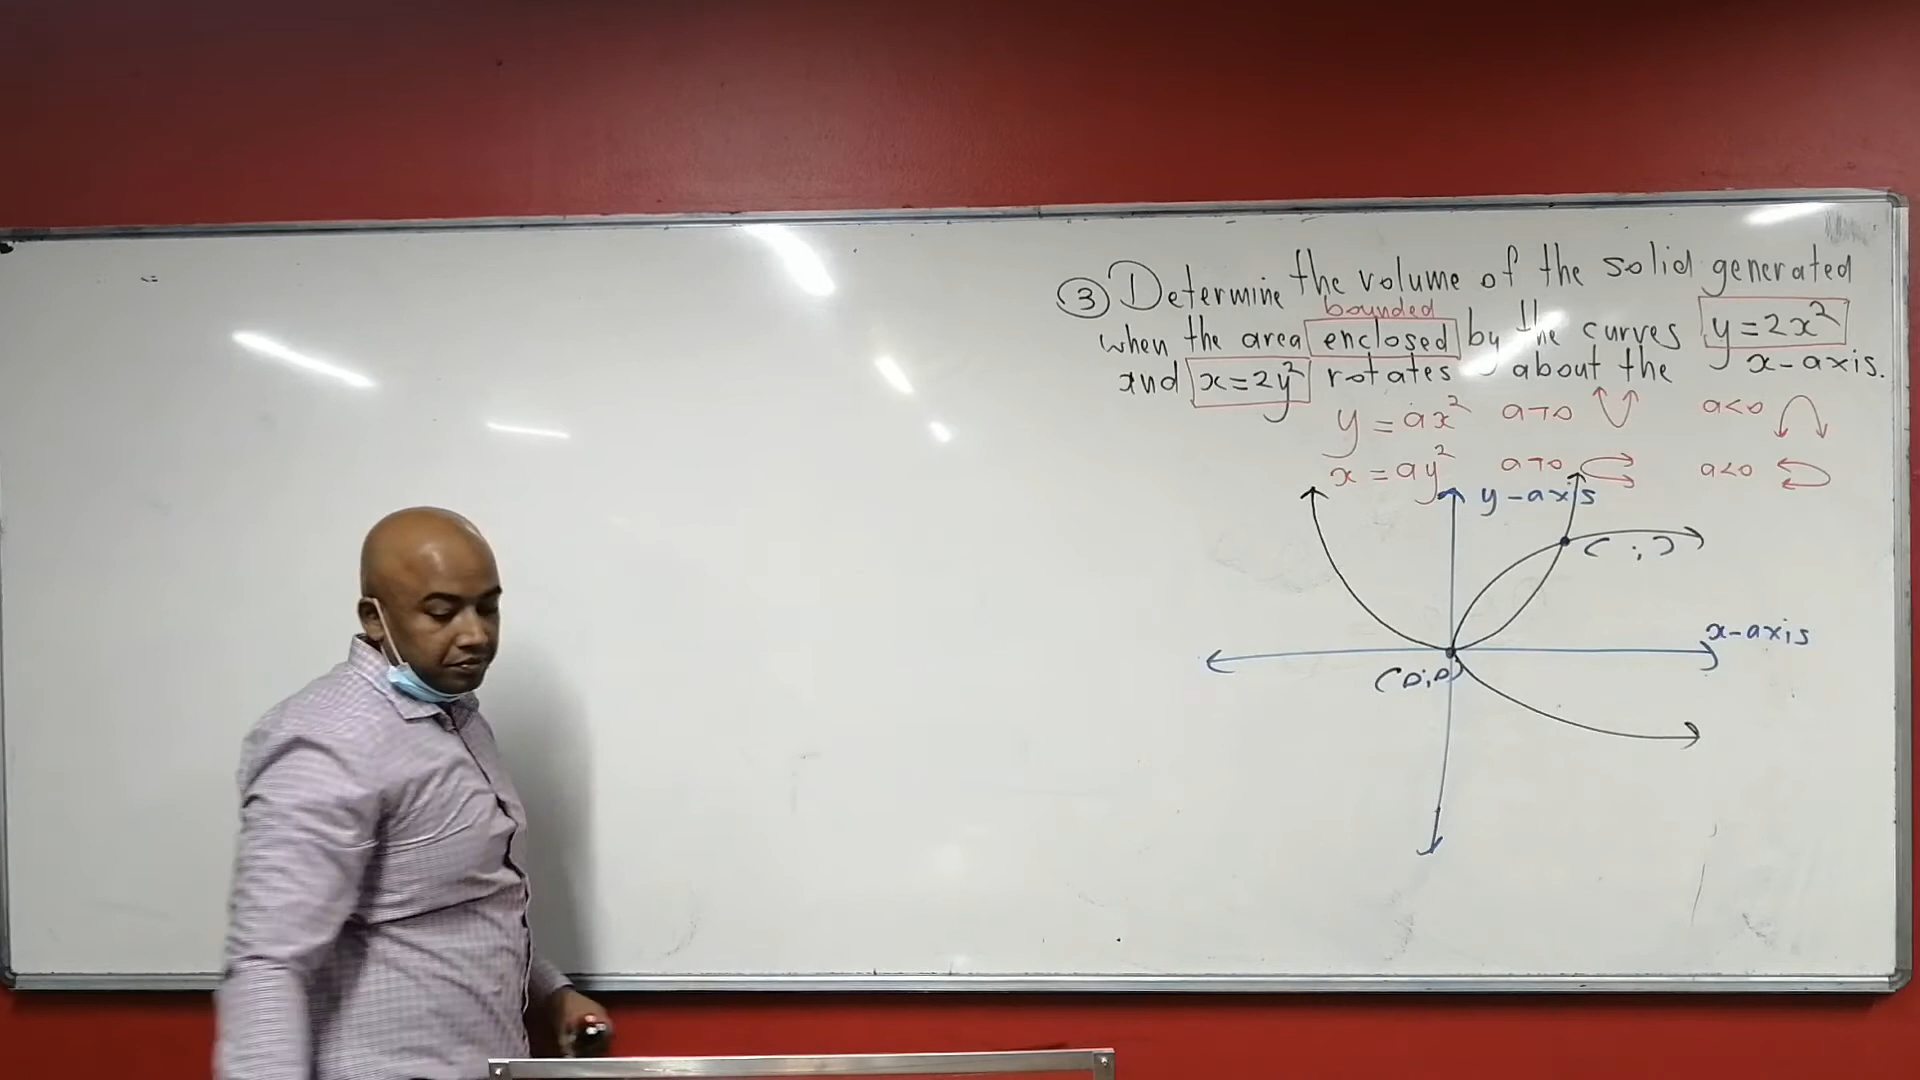 ③ Determine the volume of the solid generated
bounded
when the area enclosed by the curves y = 2x²
and x = 2y² rotates about the x-axis.
y = ax² a>0 a<0
x = ay² a>0 a<0
y-axis
( ; )
x-axis
(0;0)